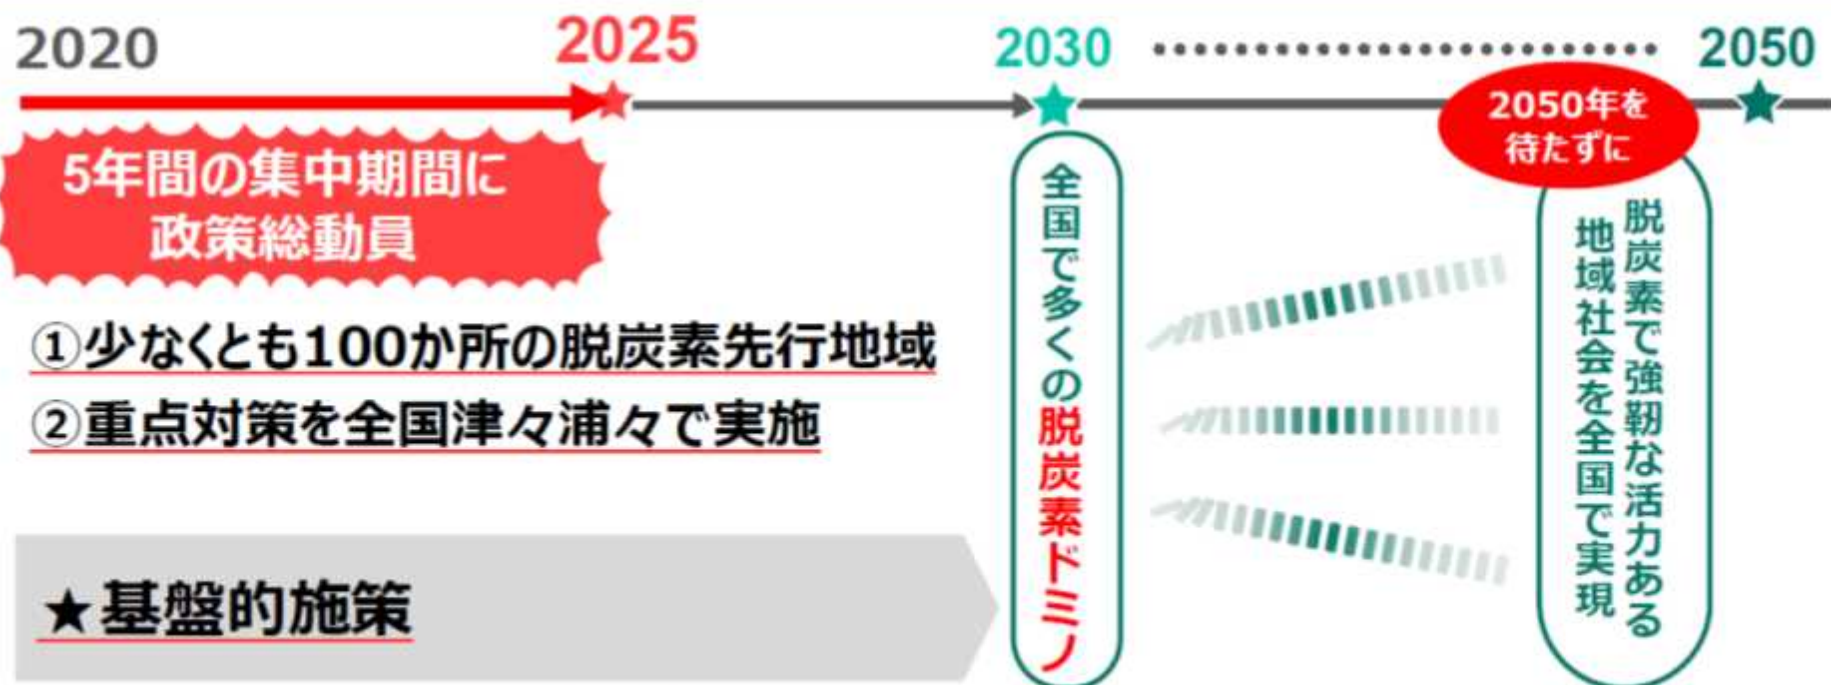 2020
2025
2030
2050
5年間の集中期間に
政策総動員
①少なくとも100か所の脱炭素先行地域
②重点対策を全国津々浦々で実施
★基盤的施策
全国で多くの脱炭素ドミノ
2050年を
待たずに
脱炭素で強靭な活力ある
地域社会を全国で実現